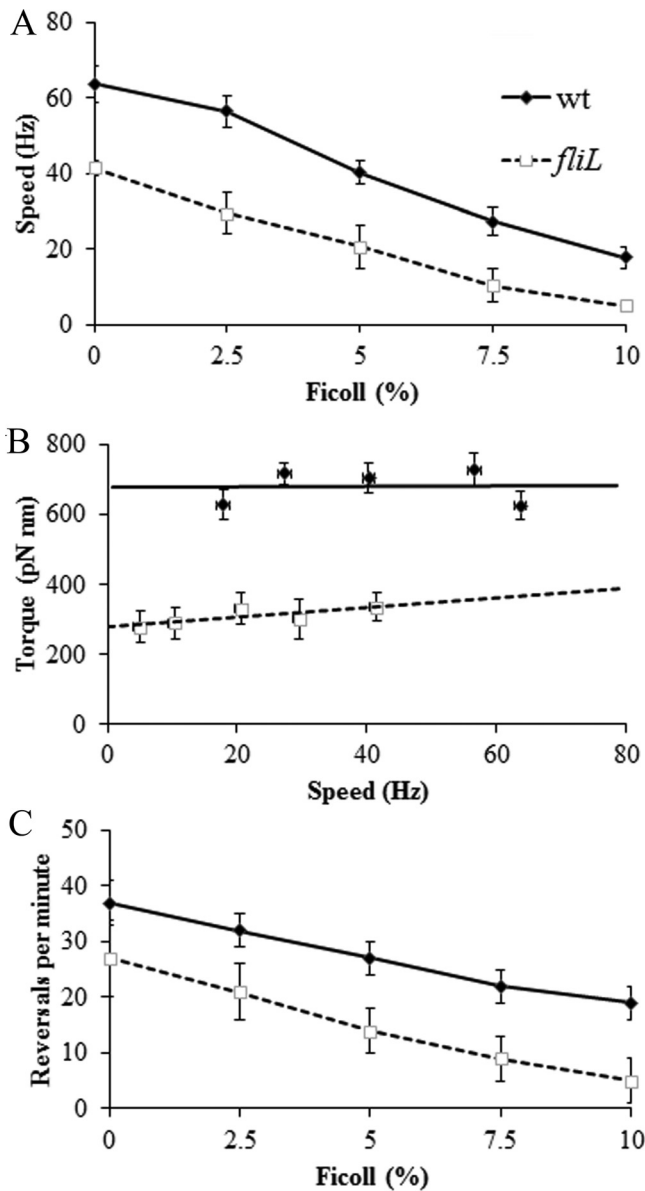 A
80
60
40
20
0
Speed (Hz)
wt
fliL
0 2.5 5 7.5 10
Ficoll (%)
B
800
600
400
200
0
Torque (pN nm)
0 20 40 60 80
Speed (Hz)
C
50
40
30
20
10
0
Reversals per minute
0 2.5 5 7.5 10
Ficoll (%)